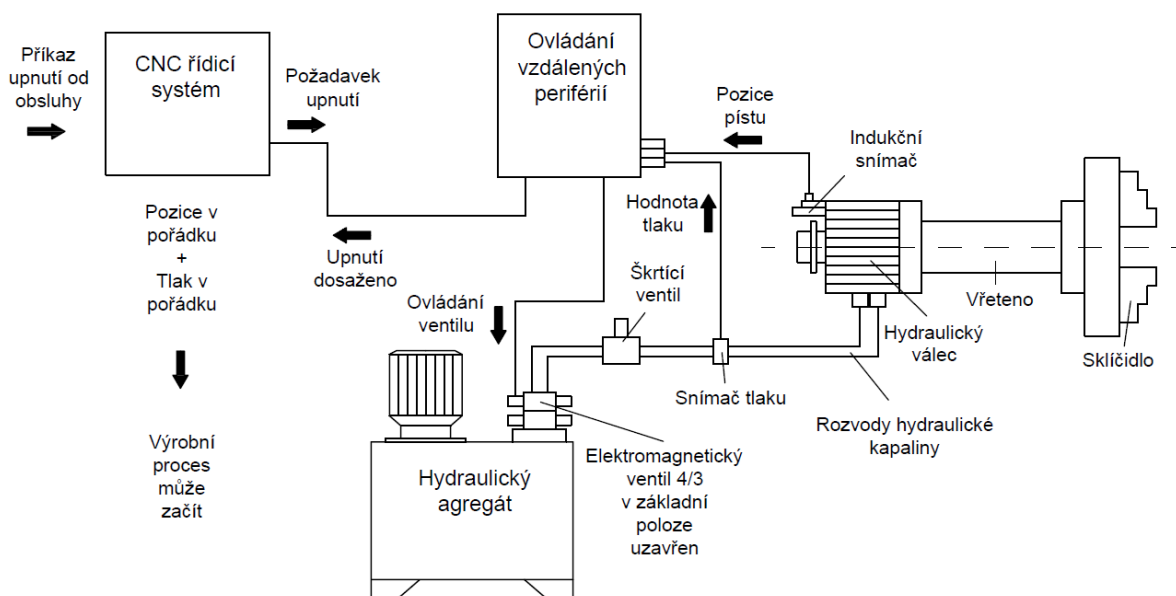 Příkaz
upnutí od
obsluhy
CNC řídicí
systém
Požadavek
upnutí
Ovládání
vzdálených
periférií
Pozice
pístu
Indukční
snímač
Pozice v
pořádku
+
Tlak v
pořádku
Upnutí
dosaženo
Hodnota
tlaku
Škrtící
ventil
Ovládání
ventilu
Vřeteno
Hydraulický
válec
Sklíčidlo
Snímač tlaku
Rozvody hydraulické
kapaliny
Výrobní
proces
může
začít
Hydraulický
agregát
Elektromagnetický
ventil 4/3
v základní
poloze
uzavřen